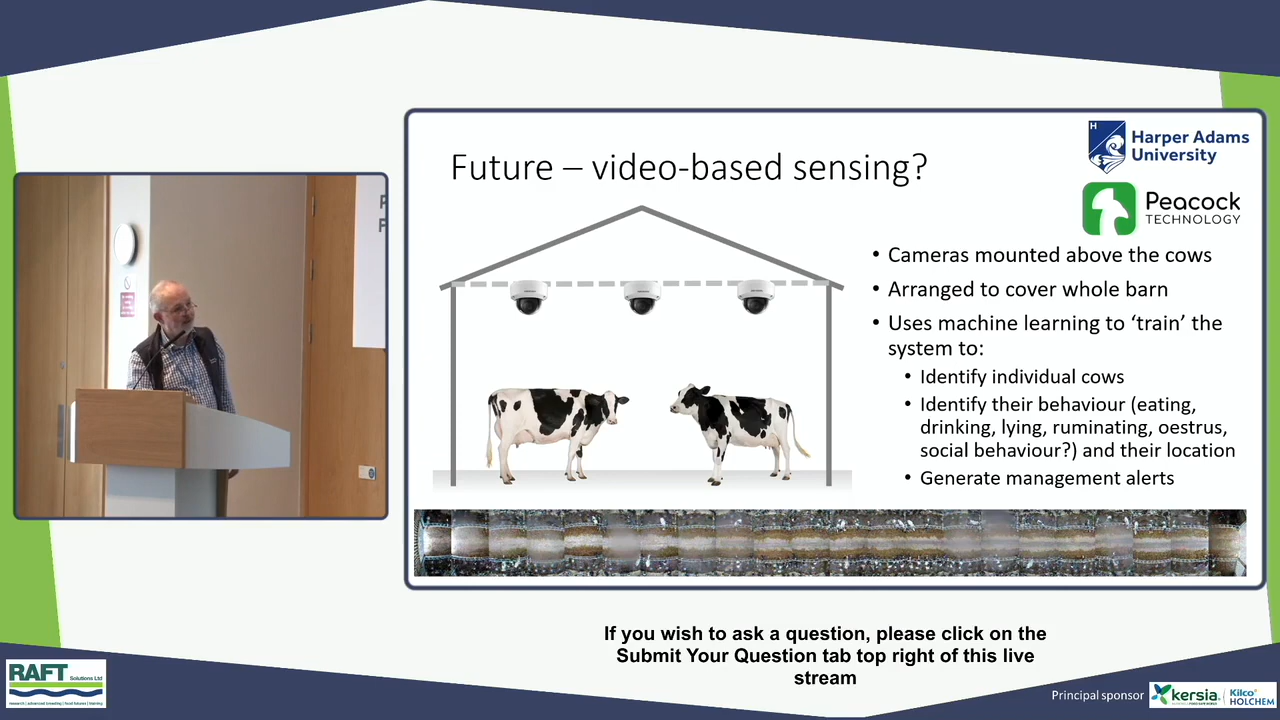 Future – video-based sensing?
H
Harper Adams
University
Peacock
TECHNOLOGY
• Cameras mounted above the cows
• Arranged to cover whole barn
• Uses machine learning to ‘train’ the
system to:
• Identify individual cows
• Identify their behaviour (eating,
drinking, lying, ruminating, oestrus,
social behaviour?) and their location
• Generate management alerts
If you wish to ask a question, please click on the
Submit Your Question tab top right of this live
stream
RAFT
Solutions Ltd
research | advanced breeding | food futures | training
Principal sponsor
kersia
Kilco
HOLCHEM